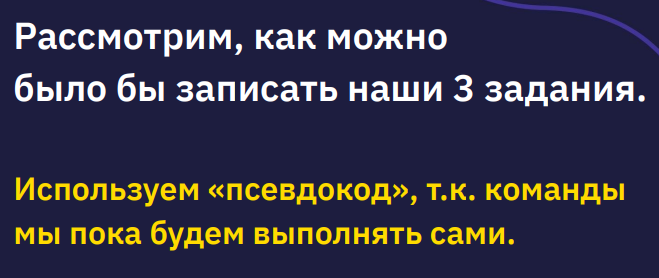 Рассмотрим, как можно
было бы записать наши 3 задания.
Используем «псевдокод», т.к. команды
мы пока будем выполнять сами.